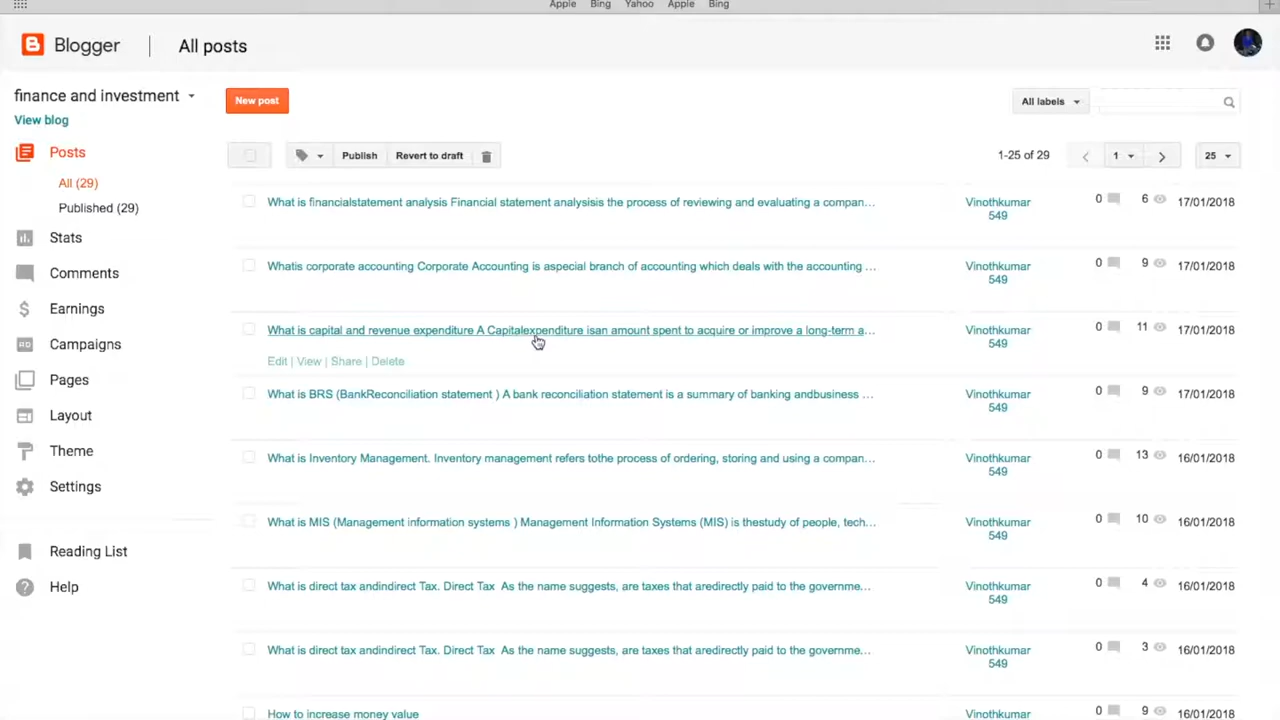 Apple Bing Yahoo Apple Bing
Blogger All posts
finance and investment
View blog
New post
All labels
Posts
All (29)
Published (29)
Stats
Comments
Earnings
Campaigns
Pages
Layout
Theme
Settings
Reading List
Help
Publish Revert to draft 1-25 of 29 1 25
What is financialstatement analysis Financial statement analysisis the process of reviewing and evaluating a compan... Vinothkumar 0 6 17/01/2018
549
Whatis corporate accounting Corporate Accounting is aspecial branch of accounting which deals with the accounting ... Vinothkumar 0 9 17/01/2018
549
What is capital and revenue expenditure A Capitalexpenditure isan amount spent to acquire or improve a long-term a... Vinothkumar 0 11 17/01/2018
549
Edit | View | Share | Delete
What is BRS (BankReconciliation statement ) A bank reconciliation statement is a summary of banking andbusiness ... Vinothkumar 0 9 17/01/2018
549
What is Inventory Management. Inventory management refers tothe process of ordering, storing and using a compan... Vinothkumar 0 13 16/01/2018
549
What is MIS (Management information systems ) Management Information Systems (MIS) is thestudy of people, tech... Vinothkumar 0 10 16/01/2018
549
What is direct tax andindirect Tax. Direct Tax As the name suggests, are taxes that aredirectly paid to the governme... Vinothkumar 0 4 16/01/2018
549
What is direct tax andindirect Tax. Direct Tax As the name suggests, are taxes that aredirectly paid to the governme... Vinothkumar 0 3 16/01/2018
549
How to increase money value Vinothkumar 0 9 16/01/2018